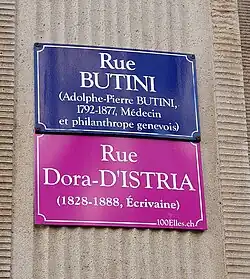 Rue
BUTINI
(Adolphe-Pierre BUTINI,
1792-1877, Médecin
et philanthrope genevois)
Rue
Dora-D'ISTRIA
(1828-1888, Écrivaine)
100Elles.ch